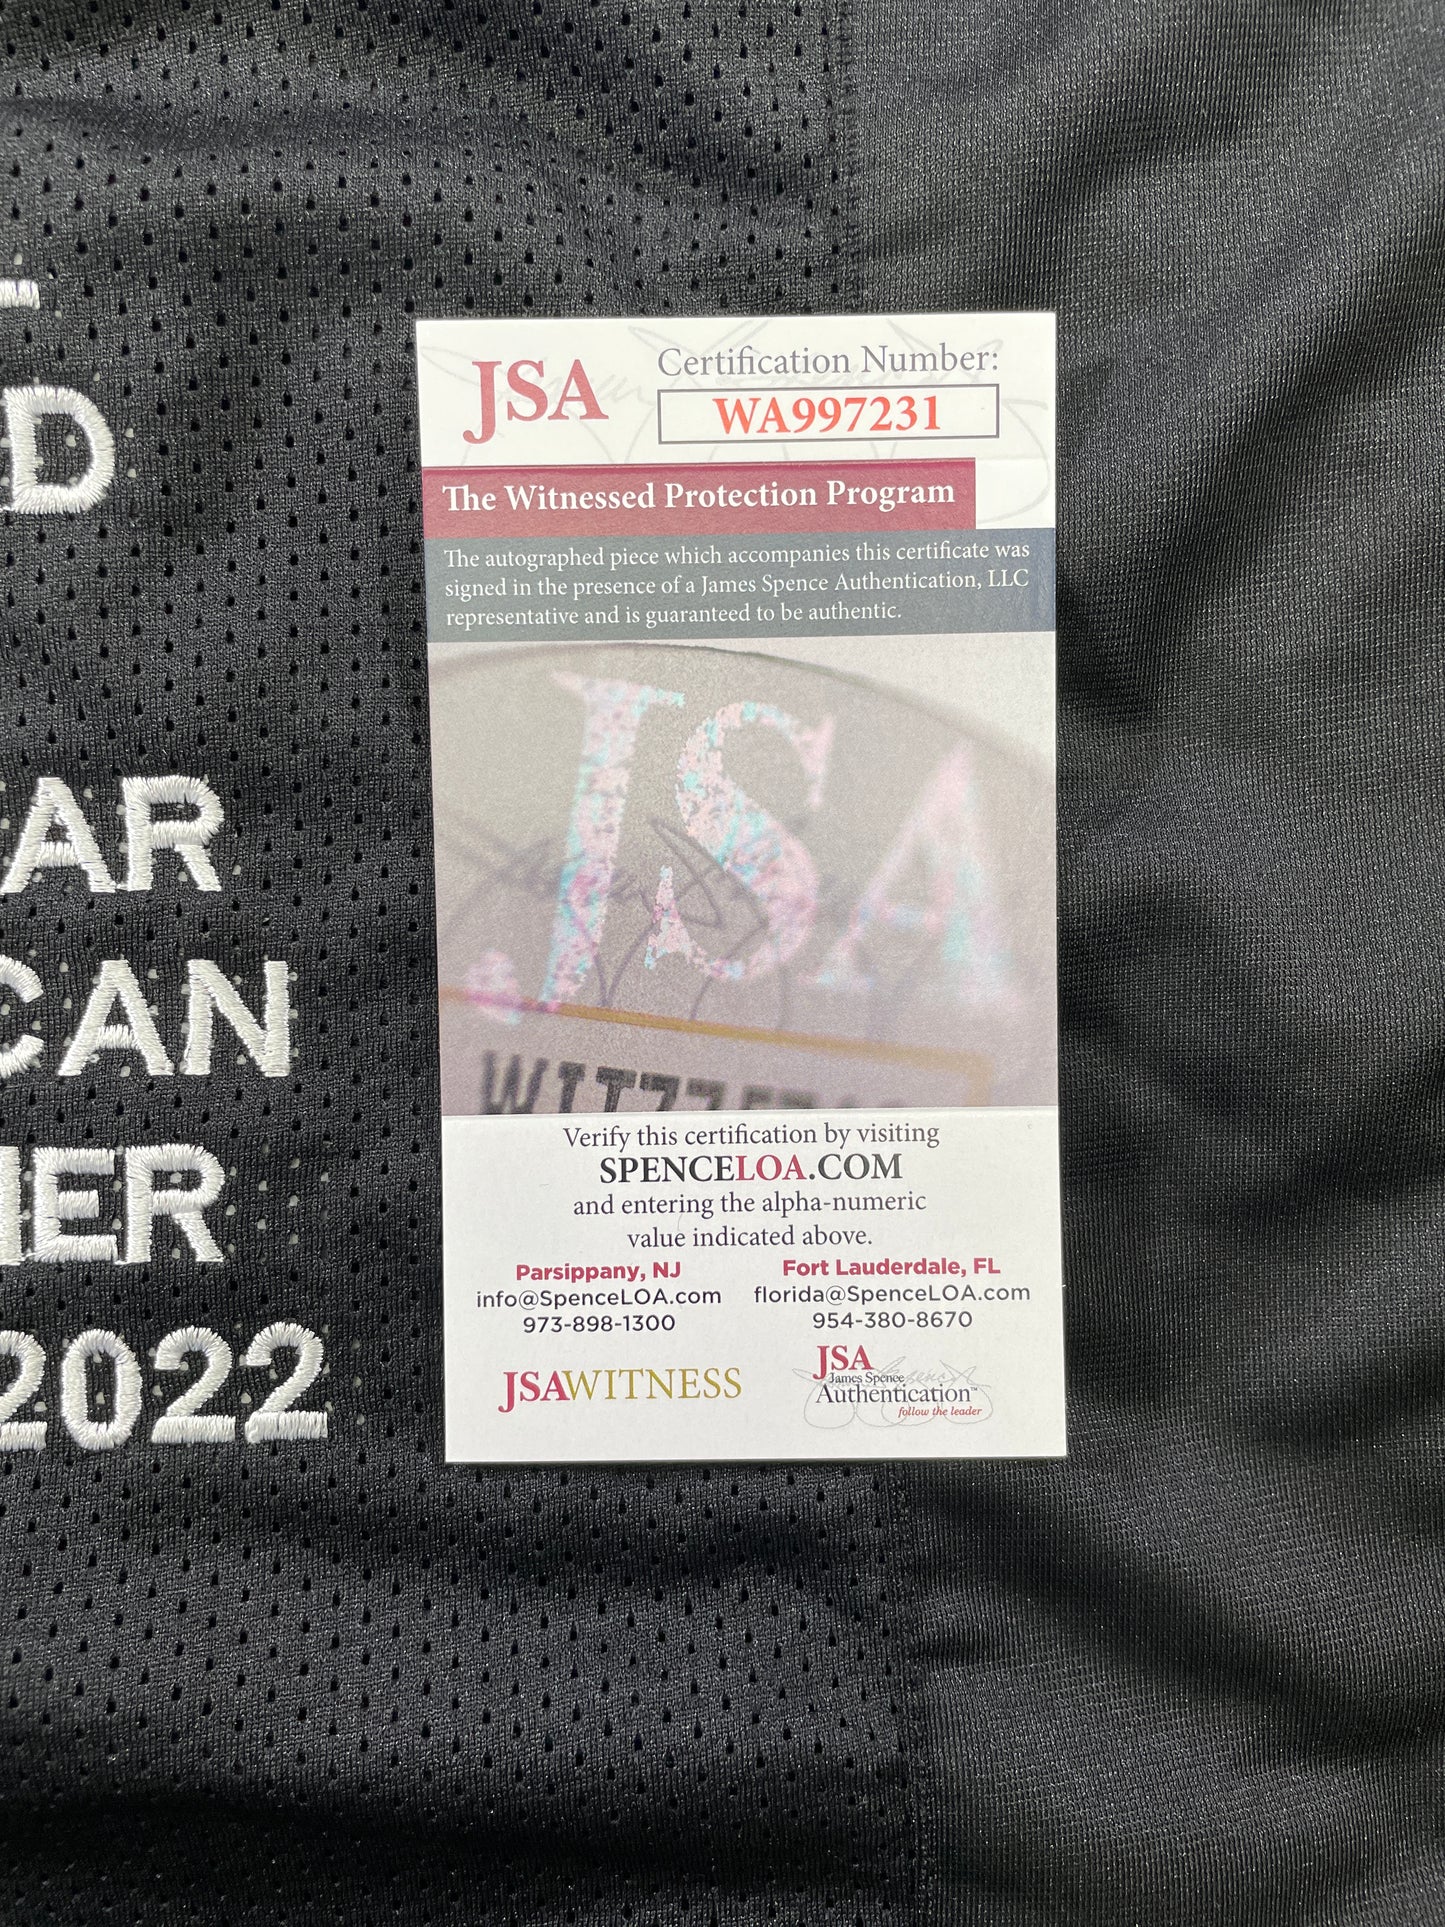 JSA
Certification Number:
WA997231
The Witnessed Protection Program
The autographed piece which accompanies this certificate was
signed in the presence of a James Spence Authentication, LLC
representative and is guaranteed to be authentic.
JSA
Verify this certification by visiting
SPENCELOA.COM
and entering the alpha-numeric
value indicated above.
Parsippany, NJ
info@SpenceLOA.com
973-898-1300
Fort Lauderdale, FL
florida@SpenceLOA.com
954-380-8670
JSAWITNESS
JSA
James Spence
Authentication™
follow the leader
D
AR
CAN
ER
2022